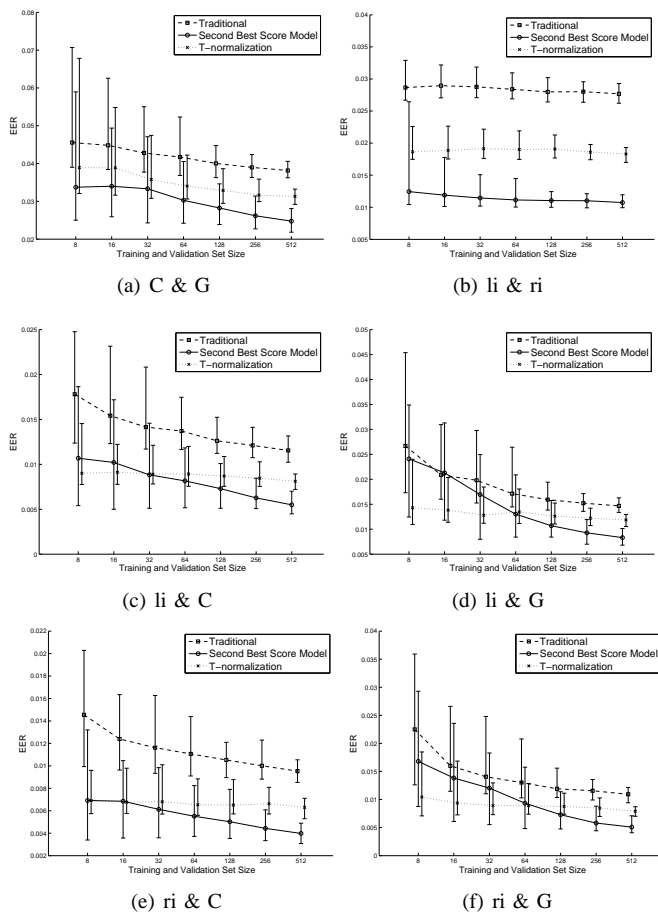 0.08
0.07
0.06
0.05
0.04
0.03
0.02
EER
8 16 32 64 128 256 512
Training and Validation Set Size
Traditional
Second Best Score Model
T−normalization
(a) C & G
0.04
0.035
0.03
0.025
0.02
0.015
0.01
0.005
EER
8 16 32 64 128 256 512
Training and Validation Set Size
Traditional
Second Best Score Model
T−normalization
(b) li & ri
0.025
0.02
0.015
0.01
0.005
0
EER
8 16 32 64 128 256 512
Training and Validation Set Size
Traditional
Second Best Score Model
T−normalization
(c) li & C
0.05
0.045
0.04
0.035
0.03
0.025
0.02
0.015
0.01
0.005
EER
8 16 32 64 128 256 512
Training and Validation Set Size
Traditional
Second Best Score Model
T−normalization
(d) li & G
0.022
0.02
0.018
0.016
0.014
0.012
0.01
0.008
0.006
0.004
0.002
EER
8 16 32 64 128 256 512
Training and Validation Set Size
Traditional
Second Best Score Model
T−normalization
(e) ri & C
0.04
0.035
0.03
0.025
0.02
0.015
0.01
0.005
0
EER
8 16 32 64 128 256 512
Training and Validation Set Size
Traditional
Second Best Score Model
T−normalization
(f) ri & G